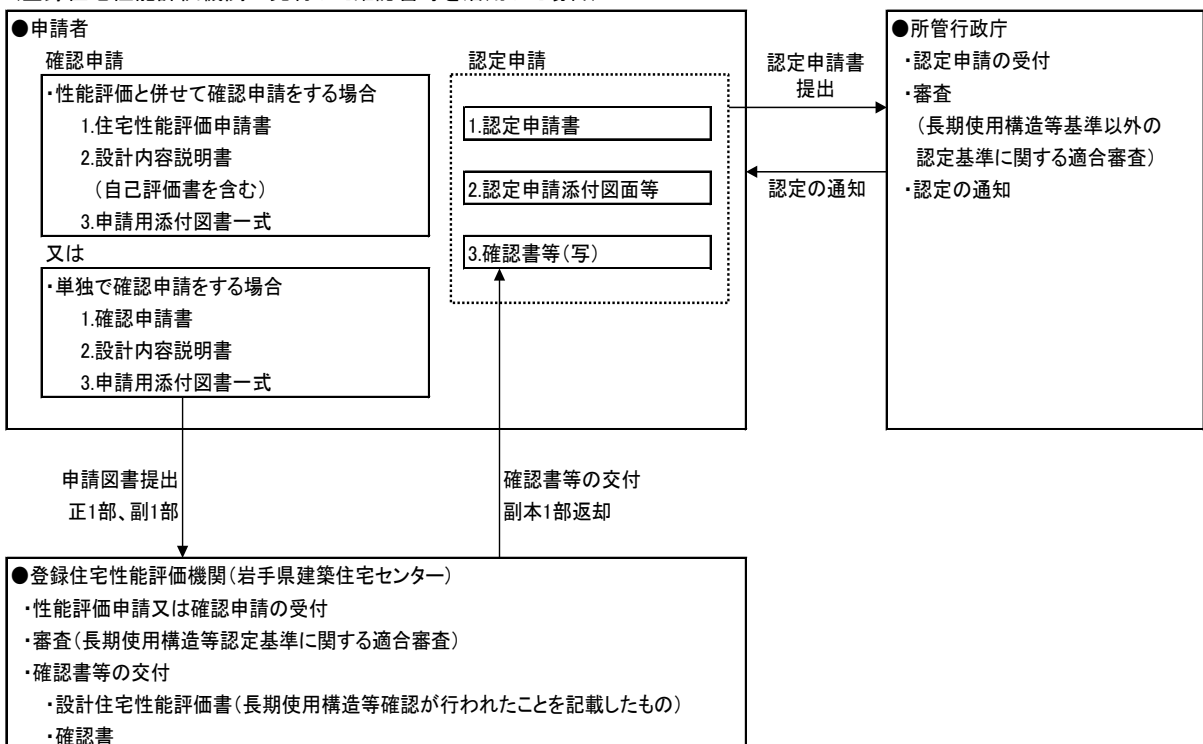 ●申請者
確認申請
・性能評価と併せて確認申請をする場合
1.住宅性能評価申請書
2.設計内容説明書
(自己評価書を含む)
3.申請用添付図書一式
又は
・単独で確認申請をする場合
1.確認申請書
2.設計内容説明書
3.申請用添付図書一式
認定申請
1.認定申請書
2.認定申請添付図面等
3.確認書等(写)
認定申請書
提出
認定の通知
●所管行政庁
・認定申請の受付
・審査
(長期使用構造等基準以外の
認定基準に関する適合審査)
・認定の通知
申請図書提出
正1部、副1部
確認書等の交付
副本1部返却
●登録住宅性能評価機関(岩手県建築住宅センター)
・性能評価申請又は確認申請の受付
・審査(長期使用構造等認定基準に関する適合審査)
・確認書等の交付
・設計住宅性能評価書(長期使用構造等確認が行われたことを記載したもの)
・確認書